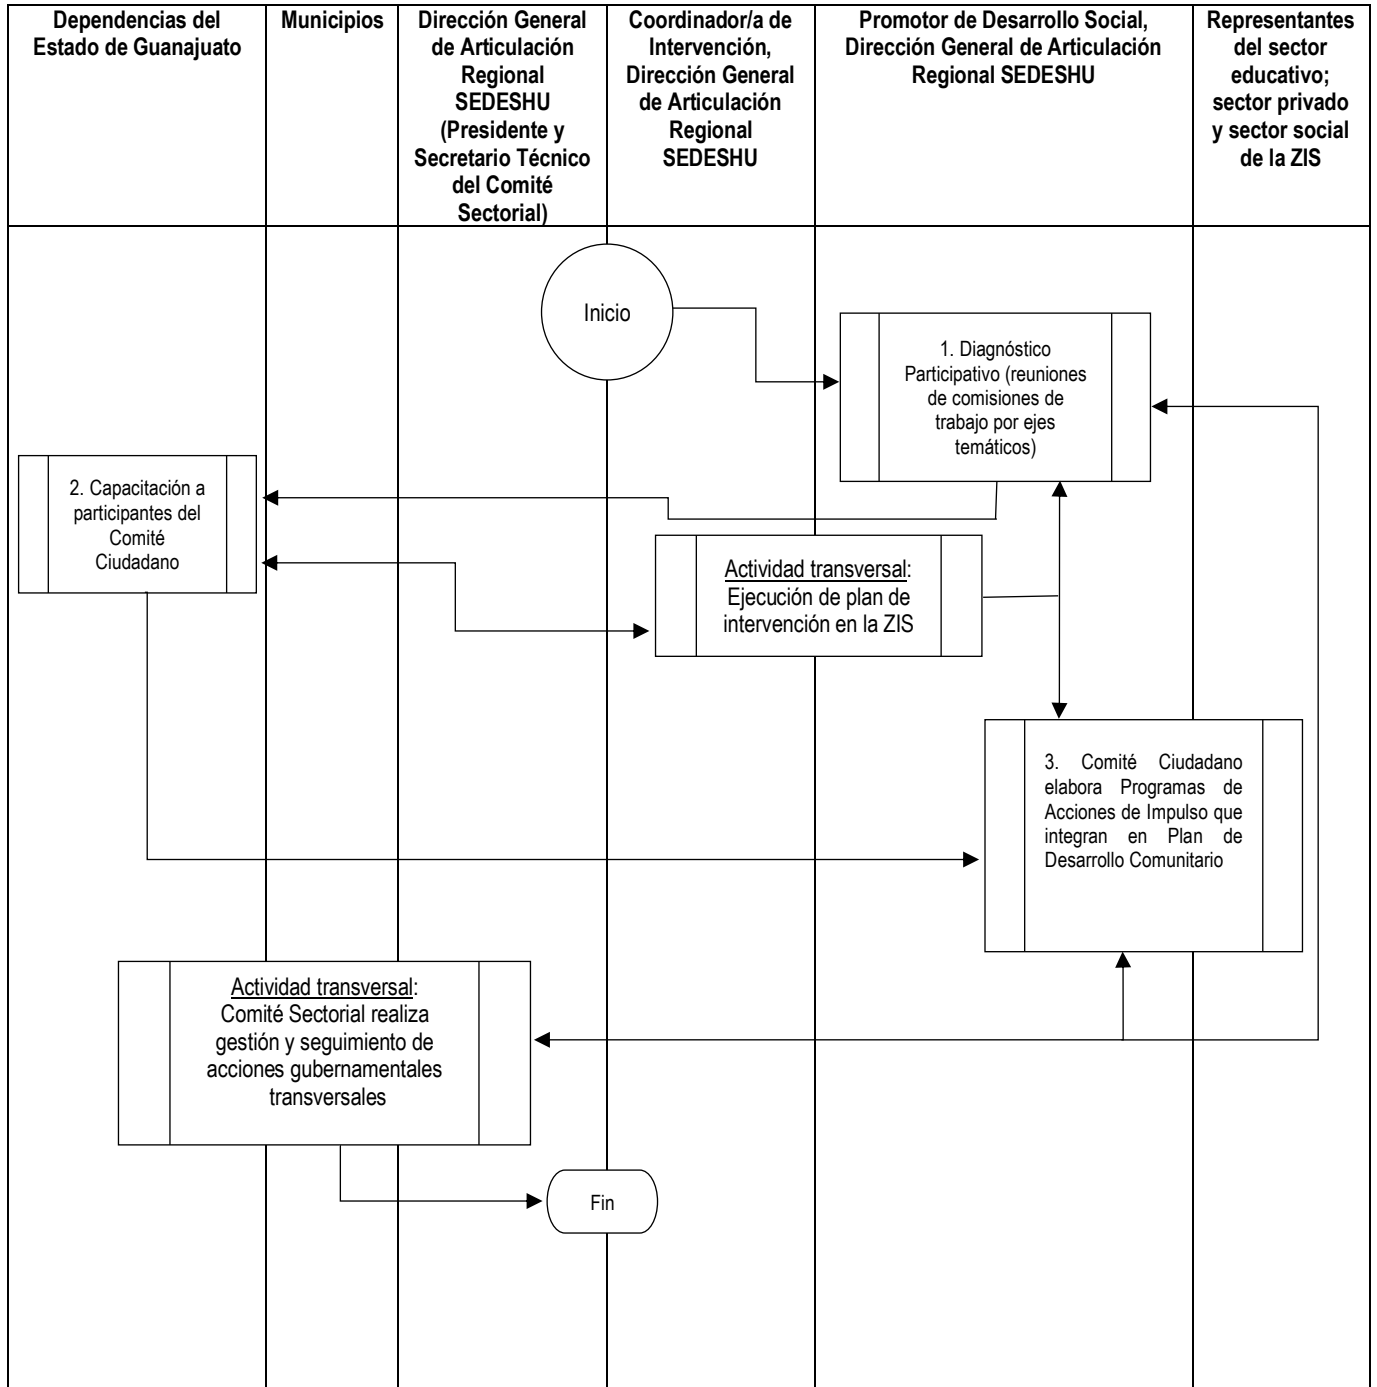 Dependencias del
Estado de Guanajuato
Municipios
Dirección General
de Articulación
Regional
SEDESHU
(Presidente y
Secretario Técnico
del Comité
Sectorial)
Coordinador/a de
Intervención,
Dirección General
de Articulación
Regional
SEDESHU
Promotor de Desarrollo Social,
Dirección General de Articulación
Regional SEDESHU
Representantes
del sector
educativo;
sector privado
y sector social
de la ZIS
Inicio
1. Diagnóstico
Participativo (reuniones
de comisiones de
trabajo por ejes
temáticos)
2. Capacitación a
participantes del
Comité
Ciudadano
Actividad transversal:
Ejecución de plan de
intervención en la ZIS
3. Comité Ciudadano
elabora Programas de
Acciones de Impulso que
integran en Plan de
Desarrollo Comunitario
Actividad transversal:
Comité Sectorial realiza
gestión y seguimiento de
acciones gubernamentales
transversales
Fin